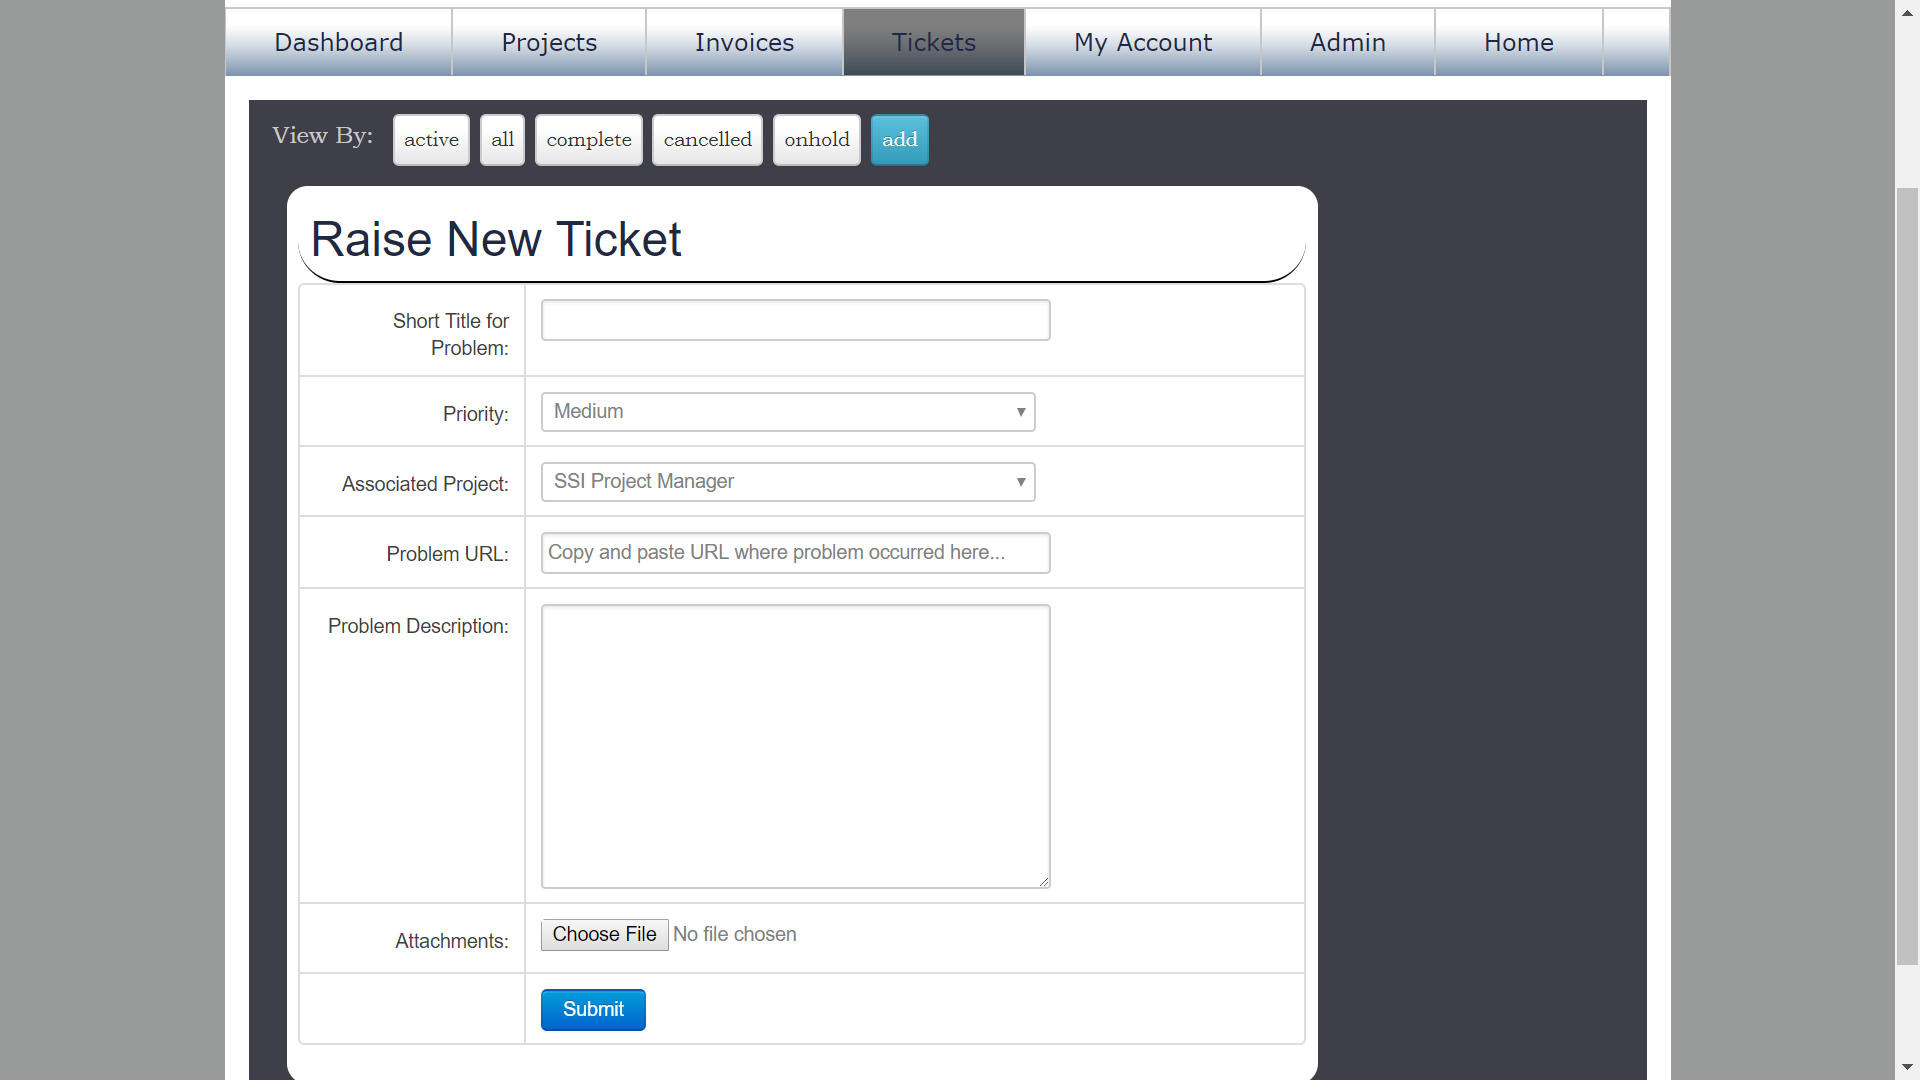 Dashboard Projects Invoices Tickets My Account Admin Home
View By: active all complete cancelled onhold add
Raise New Ticket
Short Title for
Problem:
Priority: Medium
Associated Project: SSI Project Manager
Problem URL: Copy and paste URL where problem occurred here...
Problem Description:
Attachments: Choose File No file chosen
Submit